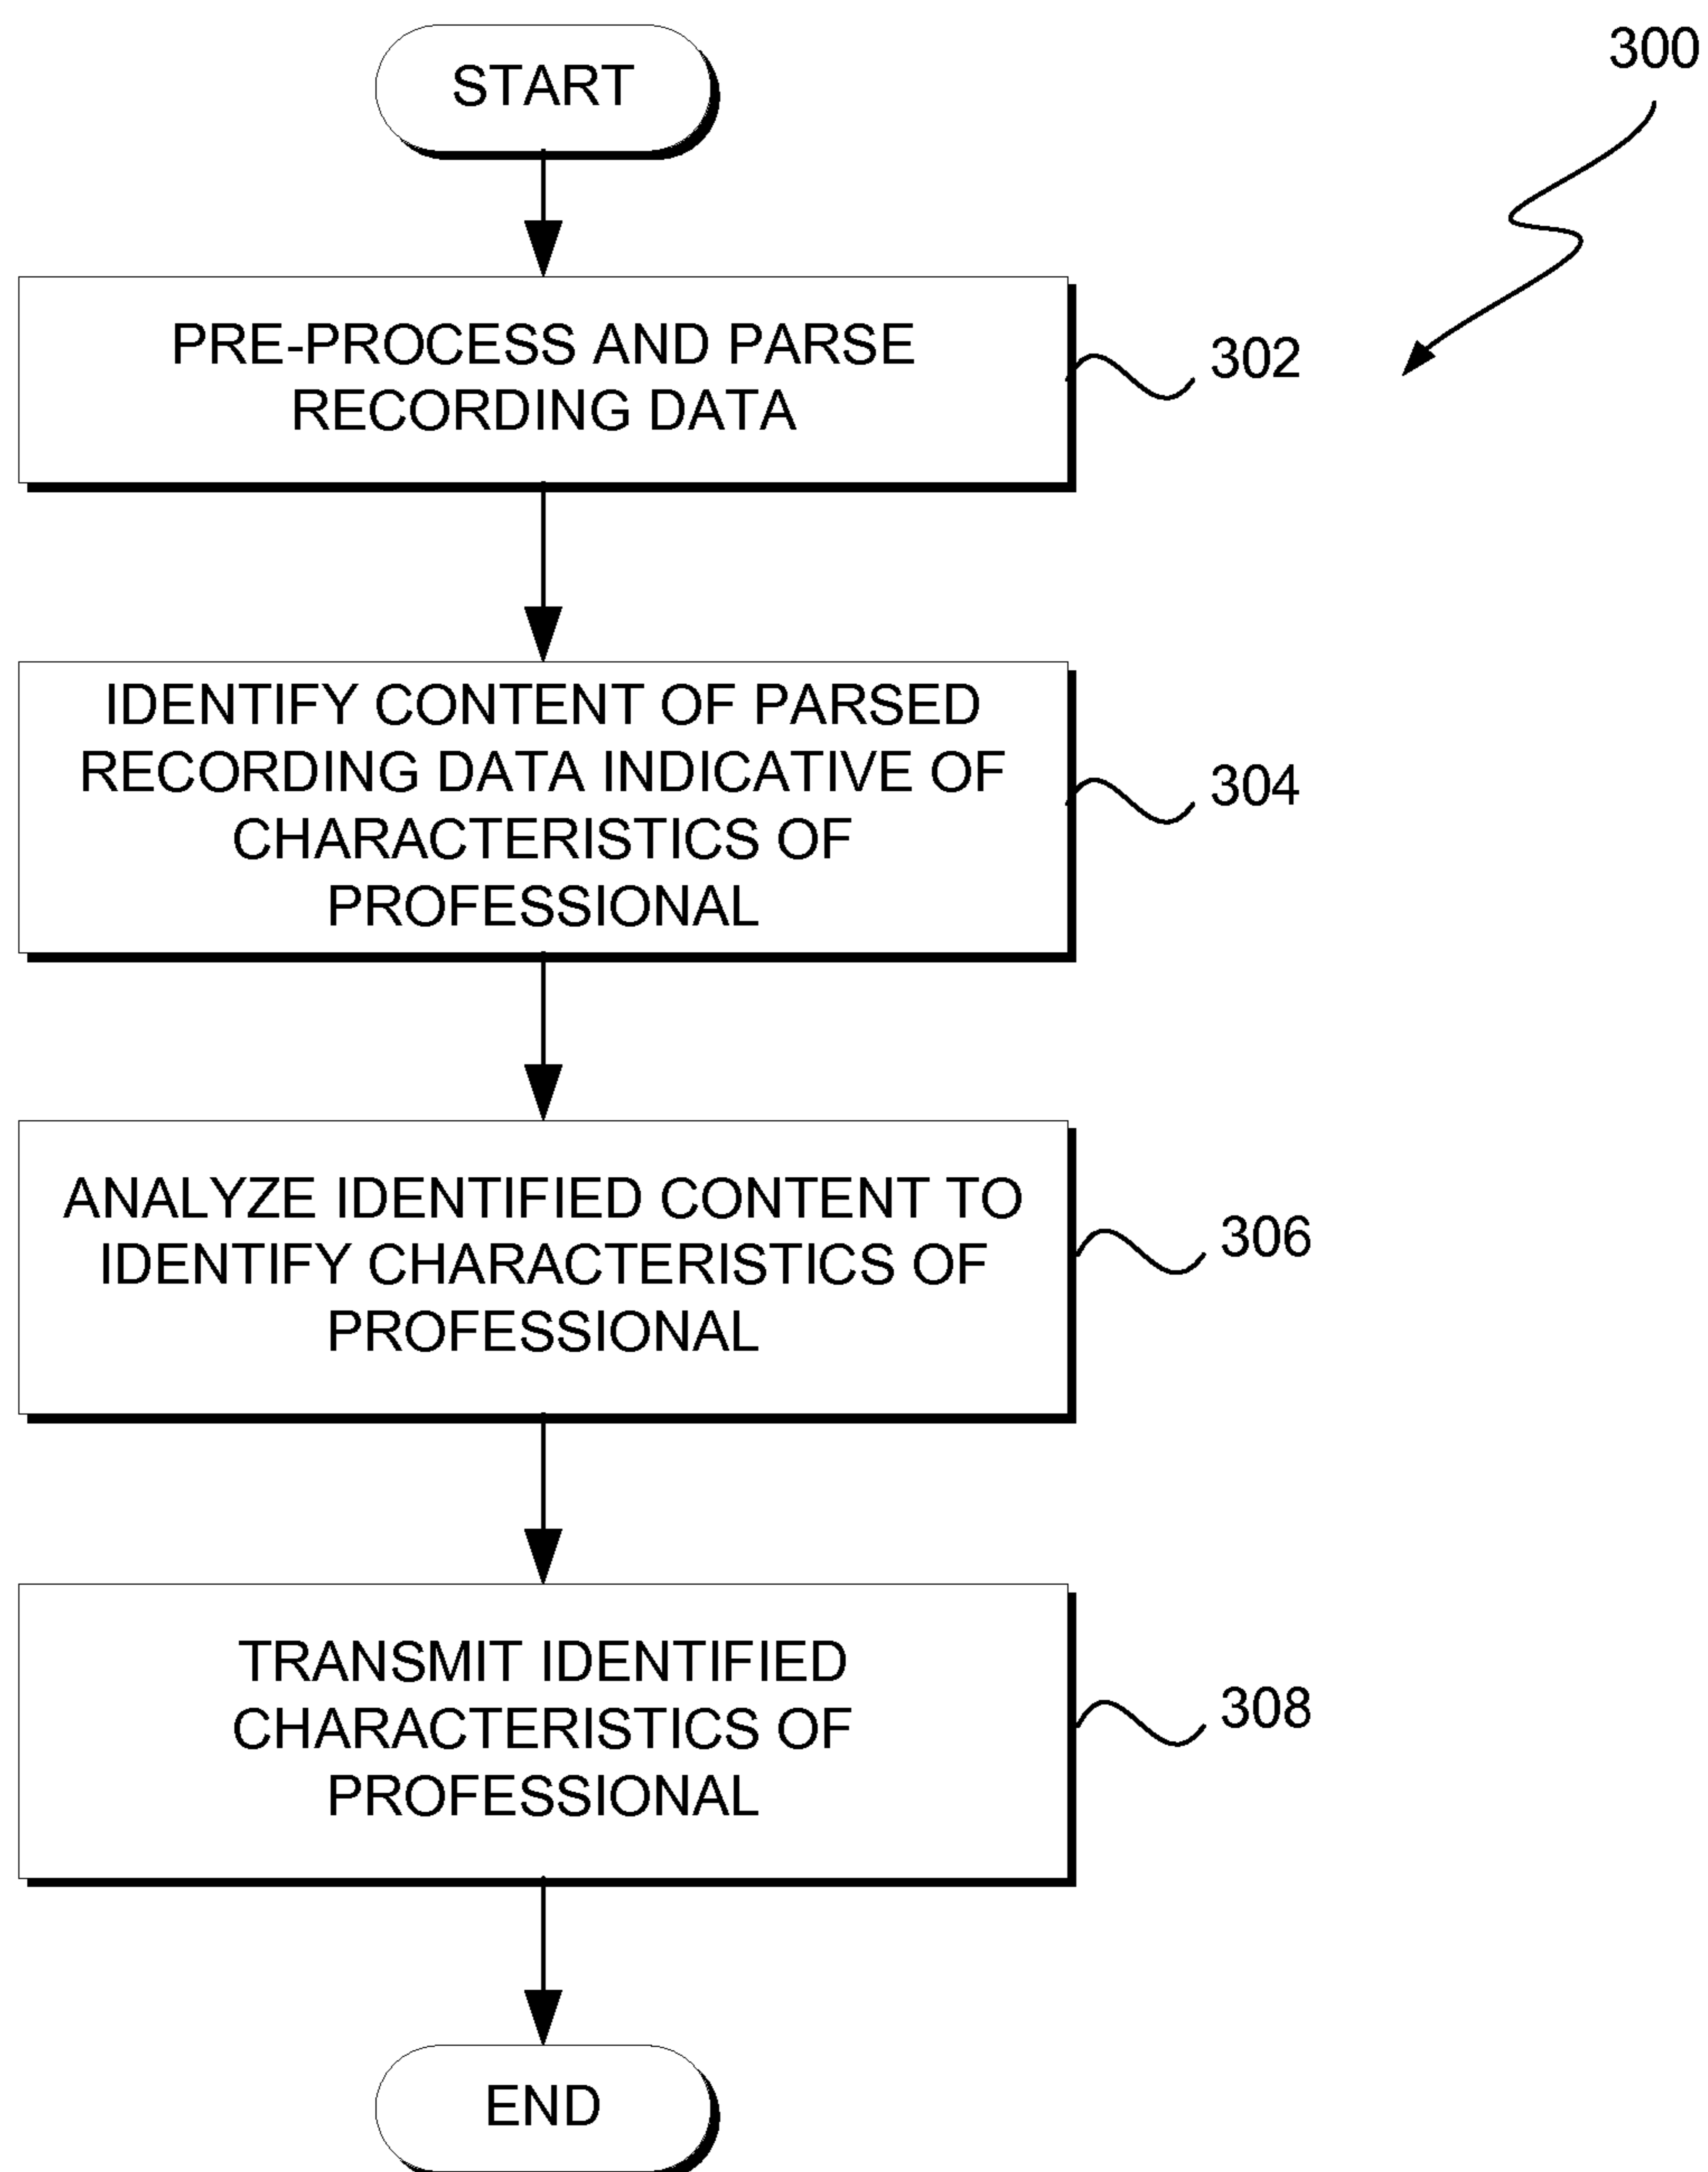 START
300
PRE-PROCESS AND PARSE
RECORDING DATA
302
IDENTIFY CONTENT OF PARSED
RECORDING DATA INDICATIVE OF
CHARACTERISTICS OF
PROFESSIONAL
304
ANALYZE IDENTIFIED CONTENT TO
IDENTIFY CHARACTERISTICS OF
PROFESSIONAL
306
TRANSMIT IDENTIFIED
CHARACTERISTICS OF
PROFESSIONAL
308
END